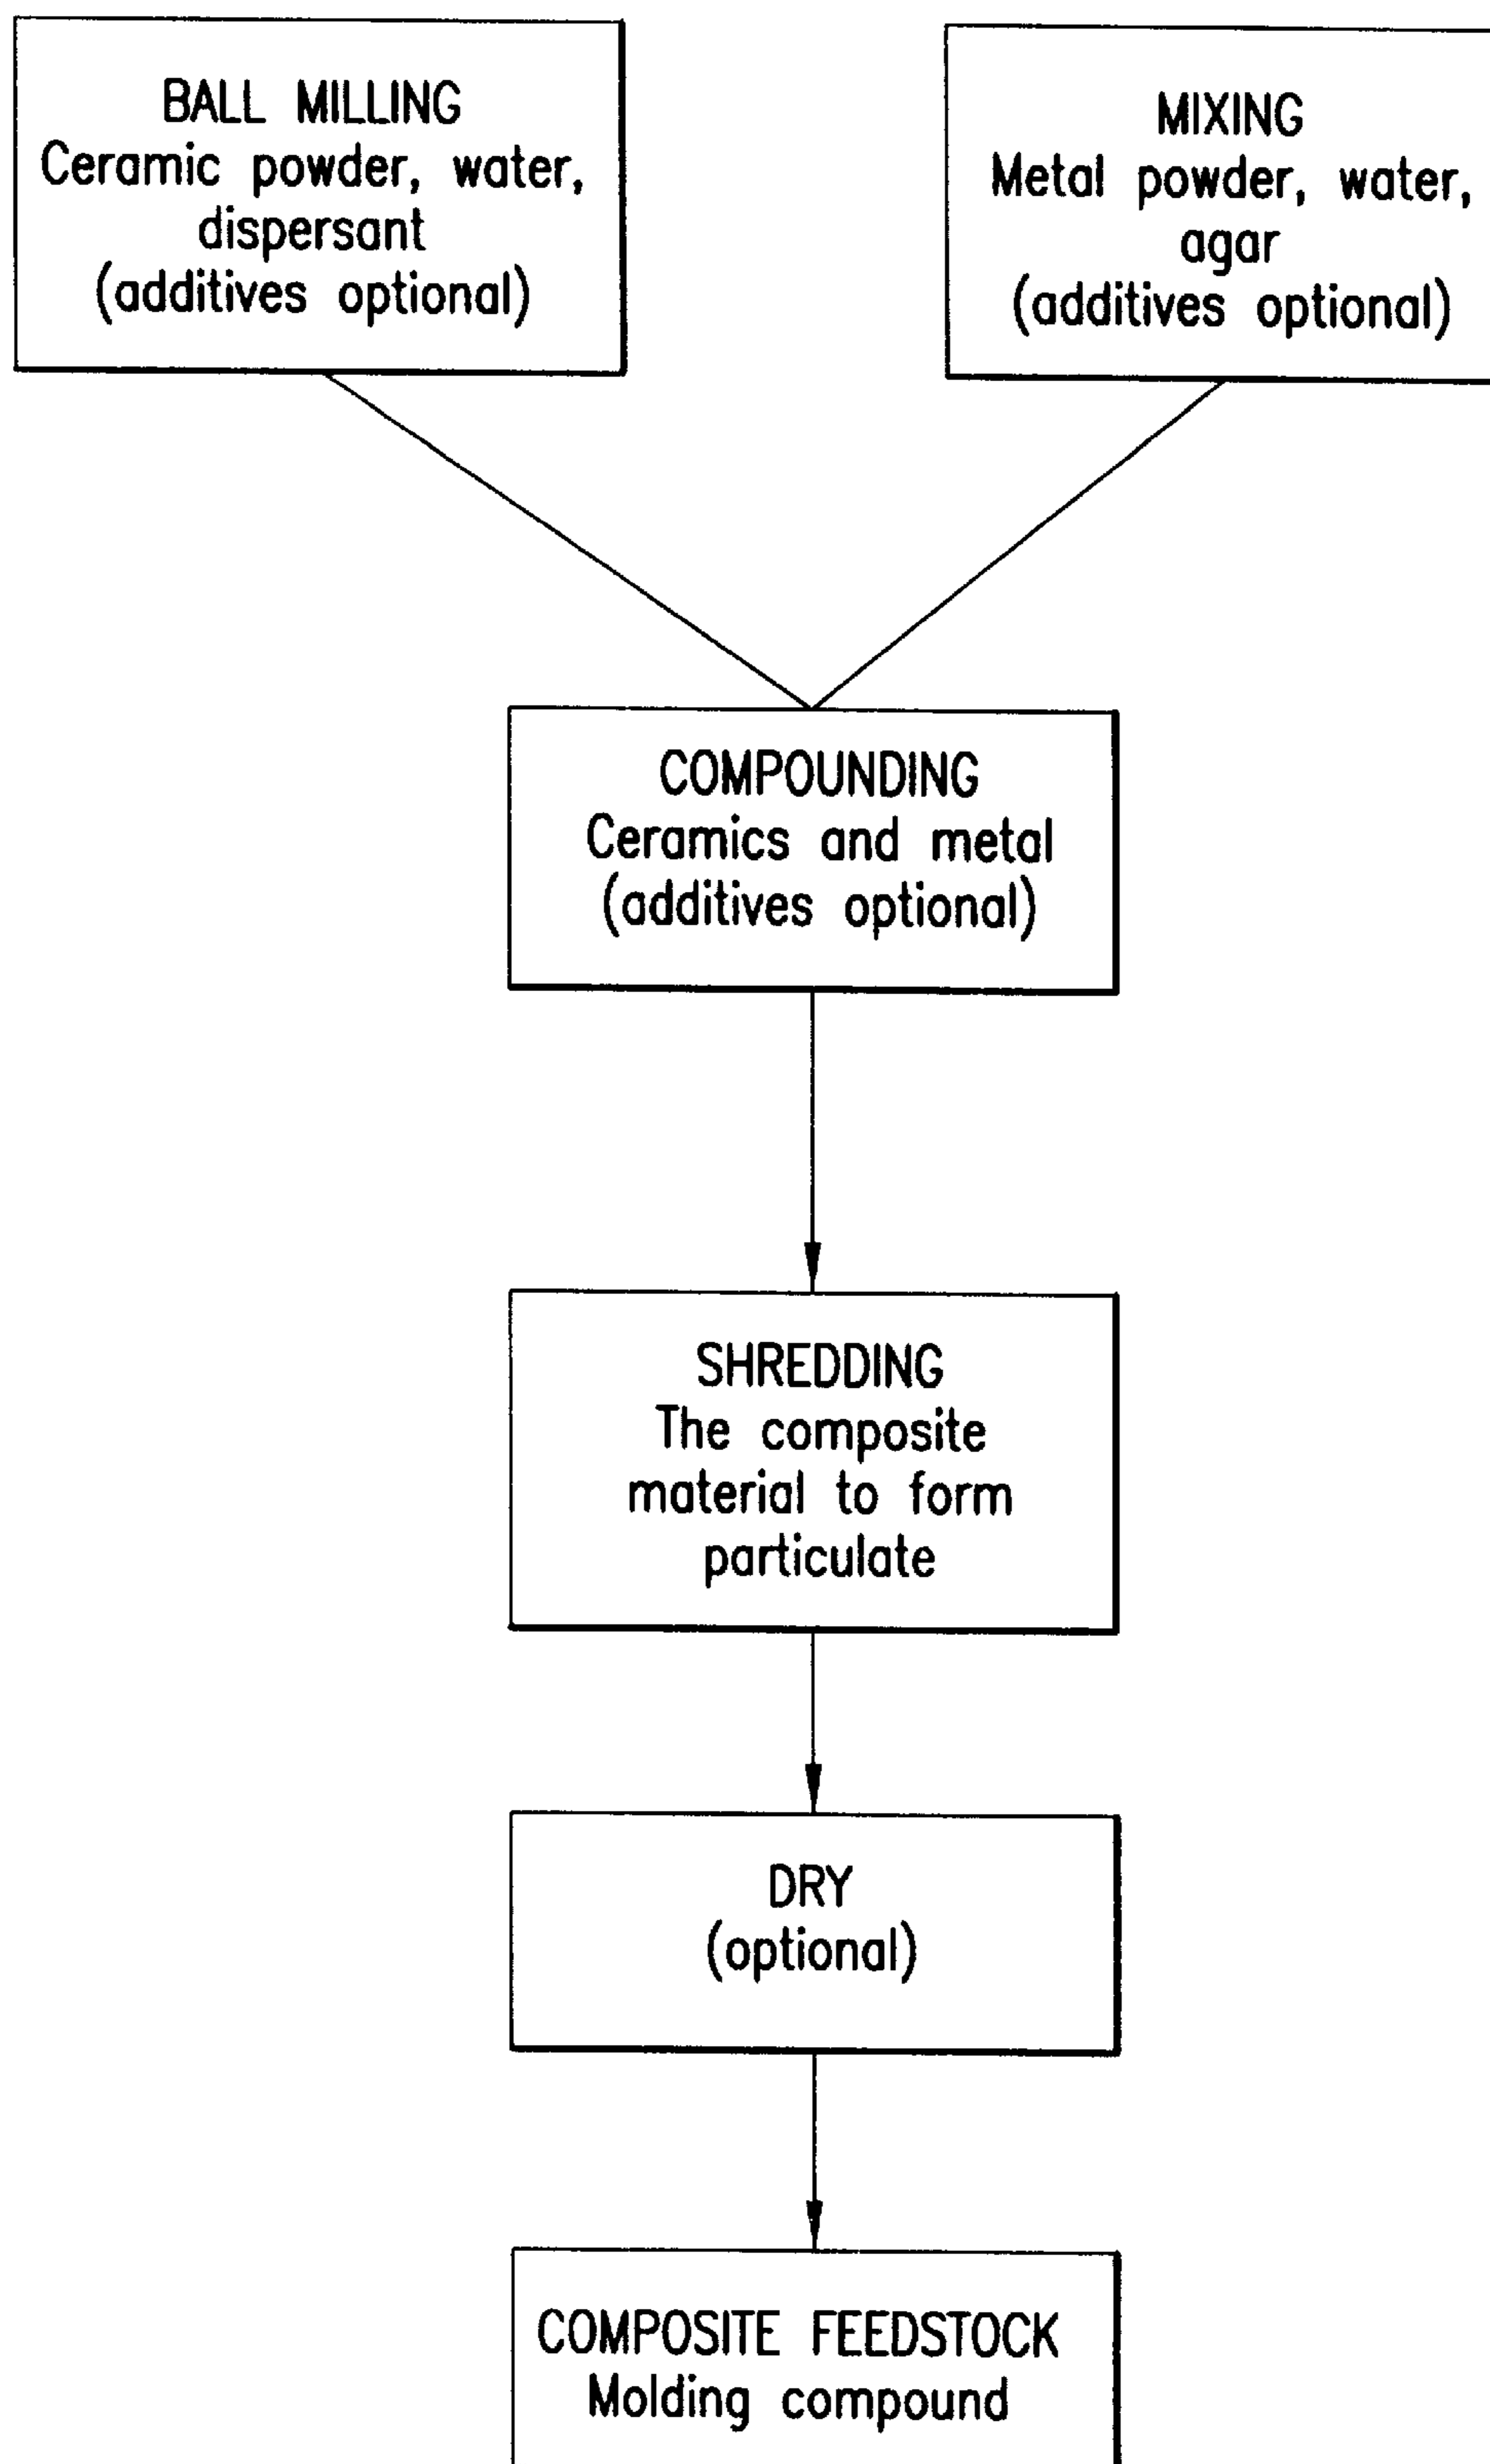 BALL MILLING
Ceramic powder, water,
dispersant
(additives optional)
MIXING
Metal powder, water,
agar
(additives optional)
COMPOUNDING
Ceramics and metal
(additives optional)
SHREDDING
The composite
material to form
particulate
DRY
(optional)
COMPOSITE FEEDSTOCK
Molding compound